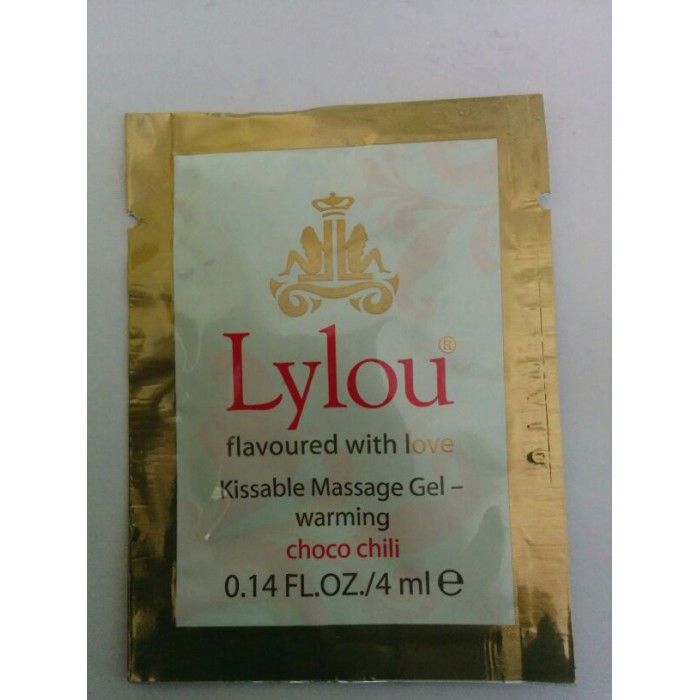 Lylou®
flavoured with love
Kissable Massage Gel –
warming
choco chili
0.14 FL.OZ./4 ml ℮